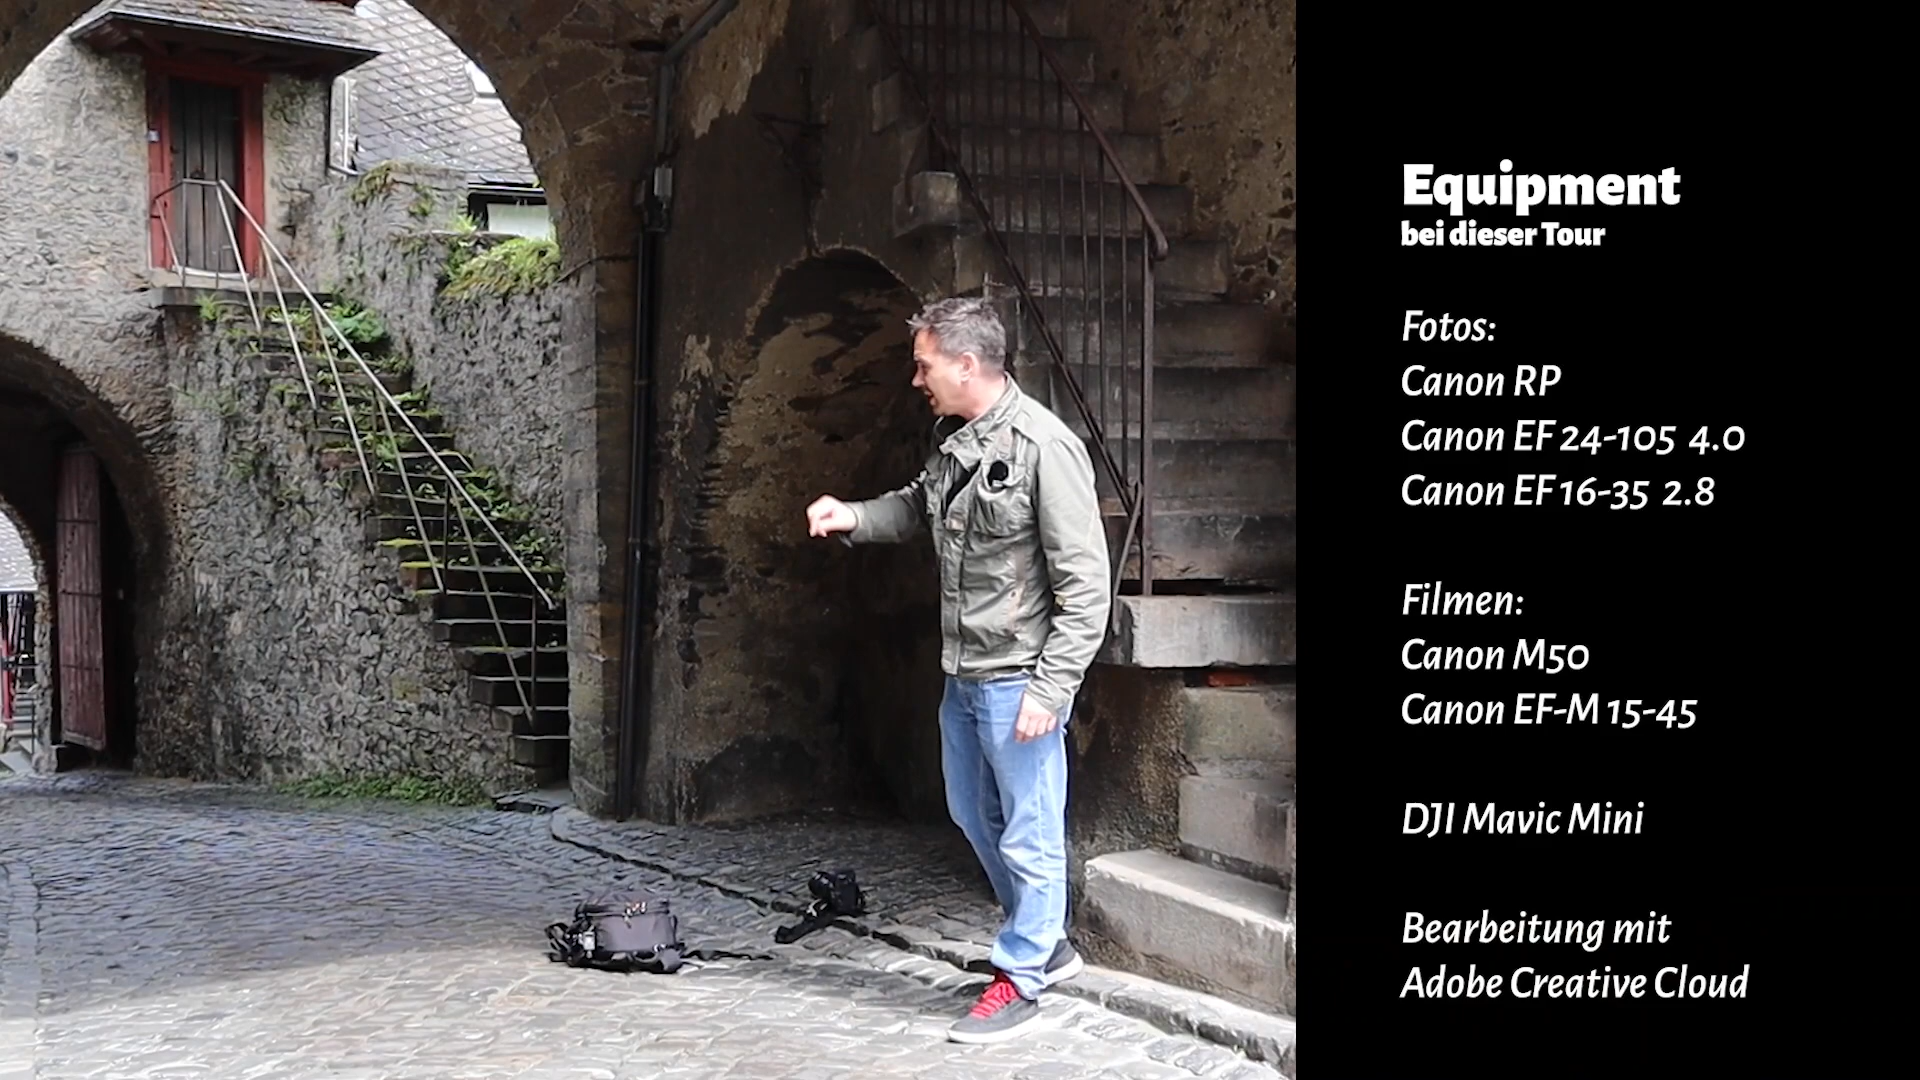 Equipment
bei dieser Tour
Fotos:
Canon RP
Canon EF 24-105 4.0
Canon EF 16-35 2.8
Filmen:
Canon M50
Canon EF-M 15-45
DJI Mavic Mini
Bearbeitung mit
Adobe Creative Cloud